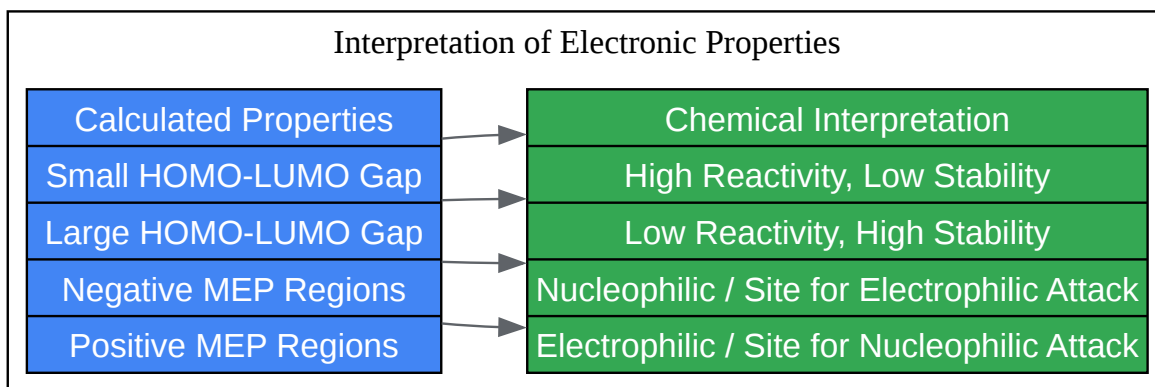 Interpretation of Electronic Properties
Calculated Properties
Chemical Interpretation
Small HOMO-LUMO Gap
High Reactivity, Low Stability
Large HOMO-LUMO Gap
Low Reactivity, High Stability
Negative MEP Regions
Nucleophilic / Site for Electrophilic Attack
Positive MEP Regions
Electrophilic / Site for Nucleophilic Attack